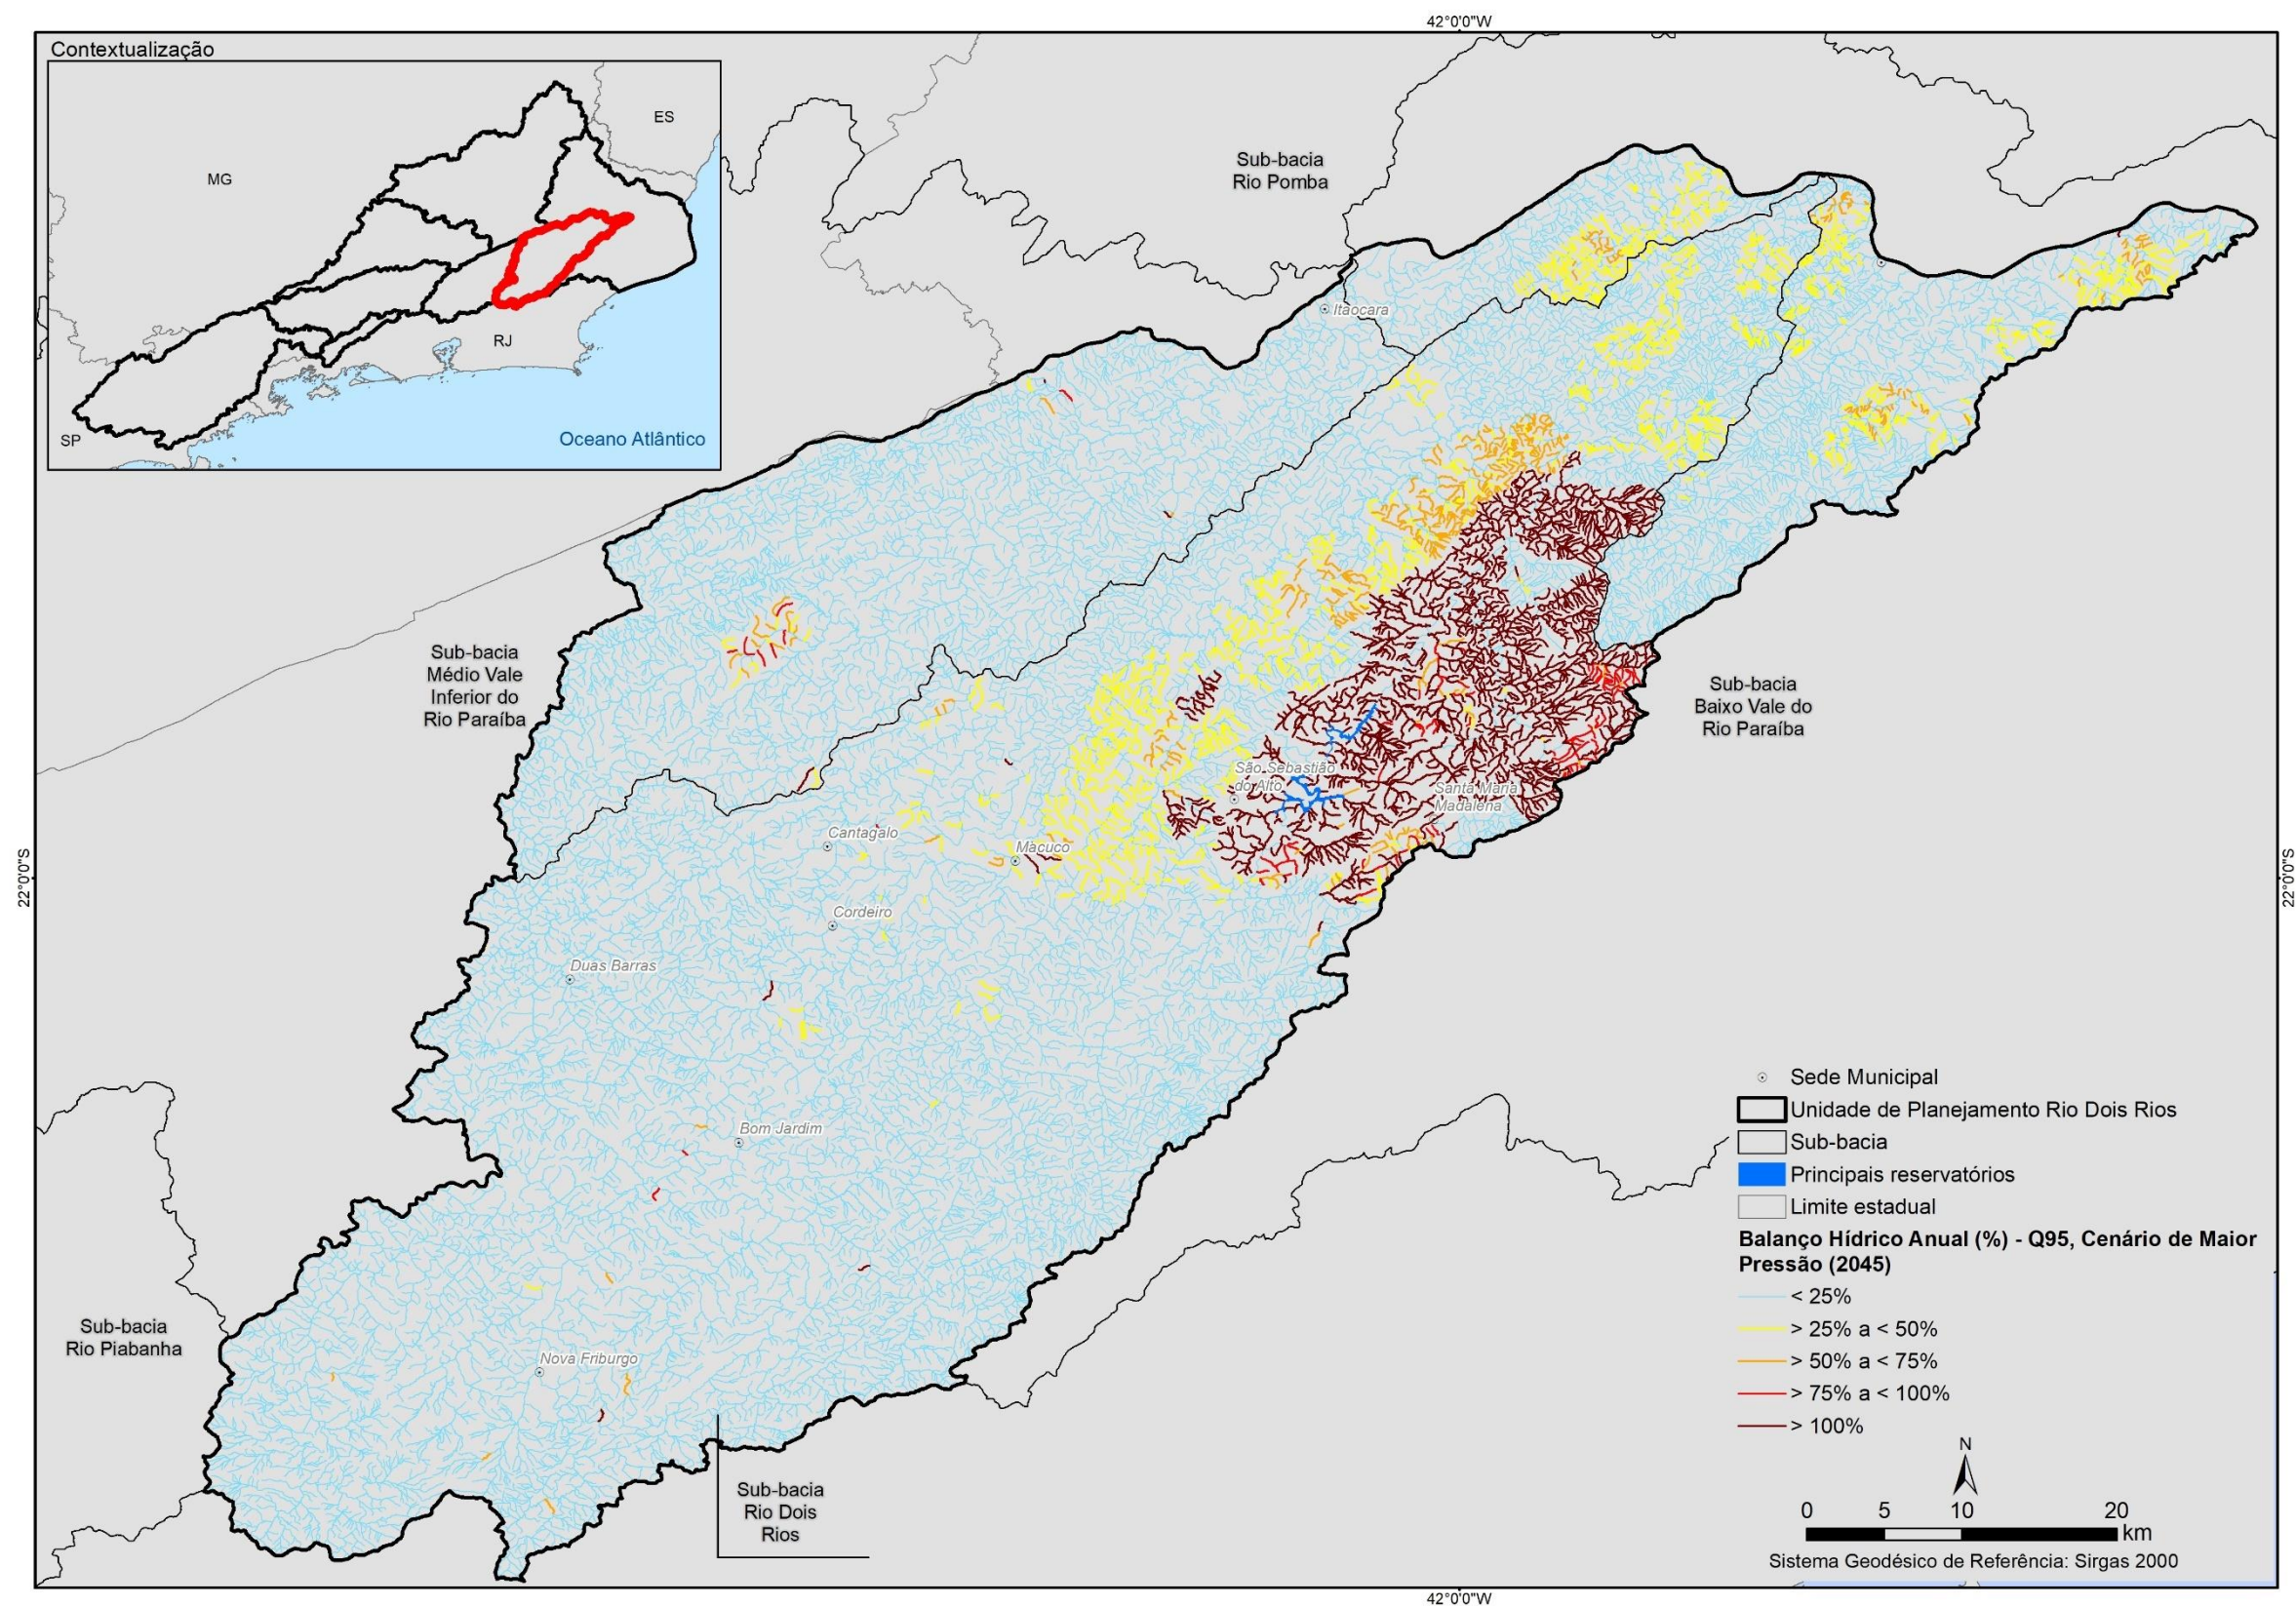 42°0'0"W
Contextualização
ES
MG
RJ
SP
Oceano Atlântico
Sub-bacia
Rio Pomba
Itaocara
Sub-bacia
Médio Vale
Inferior do
Rio Paraíba
Sub-bacia
Baixo Vale do
Rio Paraíba
São Sebastião
do Alto
Santa Maria
Madalena
Cantagalo
Macuco
22°0'0"S
22°0'0"S
Cordeiro
Duas Barras
Bom Jardim
Sub-bacia
Rio Piabanha
Nova Friburgo
Sub-bacia
Rio Dois
Rios
Sede Municipal
Unidade de Planejamento Rio Dois Rios
Sub-bacia
Principais reservatórios
Limite estadual
Balanço Hídrico Anual (%) - Q95, Cenário de Maior
Pressão (2045)
< 25%
> 25% a < 50%
> 50% a < 75%
> 75% a < 100%
> 100%
N
0 5 10 20
km
Sistema Geodésico de Referência: Sirgas 2000
42°0'0"W